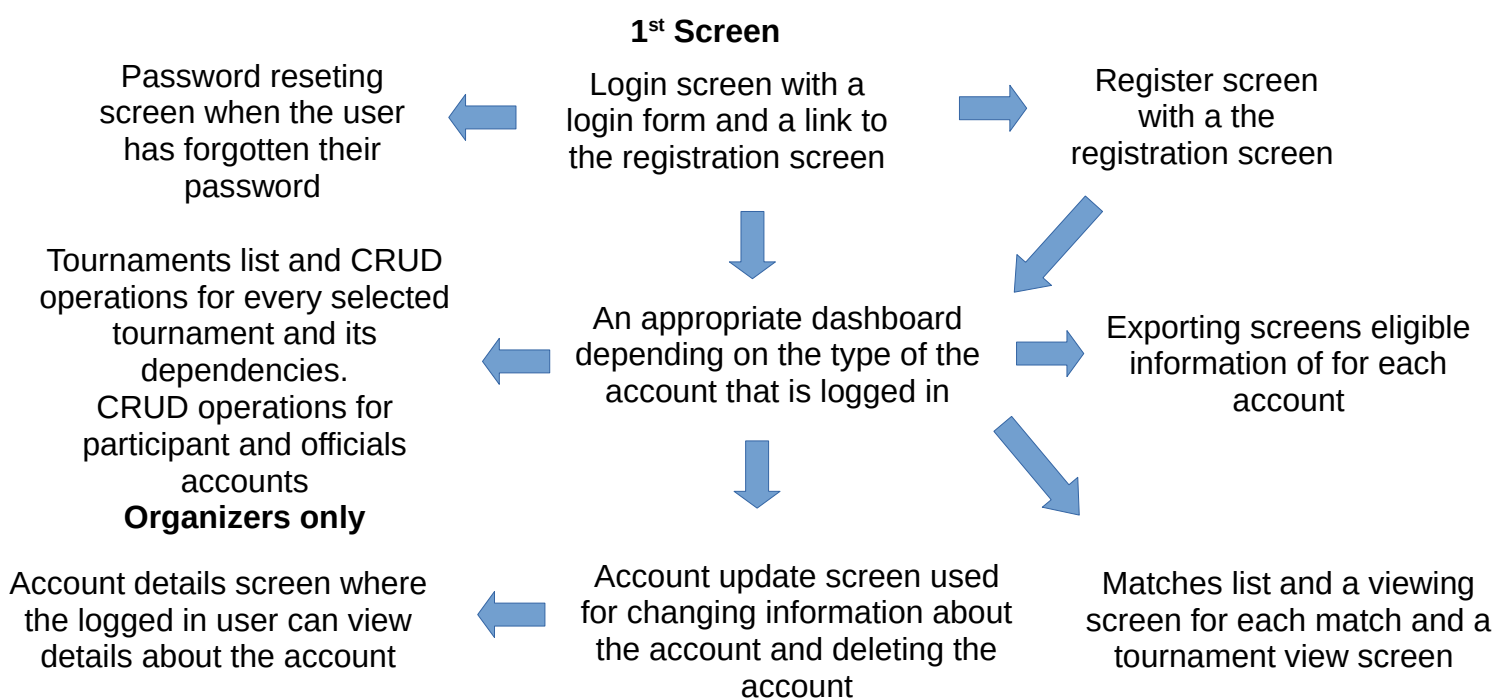 1st Screen
Password reseting
screen when the user
has forgotten their
password
Login screen with a
login form and a link to
the registration screen
Register screen
with a the
registration screen
Tournaments list and CRUD
operations for every selected
tournament and its
dependencies.
CRUD operations for
participant and officials
accounts
Organizers only
An appropriate dashboard
depending on the type of the
account that is logged in
Exporting screens eligible
information of for each
account
Account details screen where
the logged in user can view
details about the account
Account update screen used
for changing information about
the account and deleting the
account
Matches list and a viewing
screen for each match and a
tournament view screen